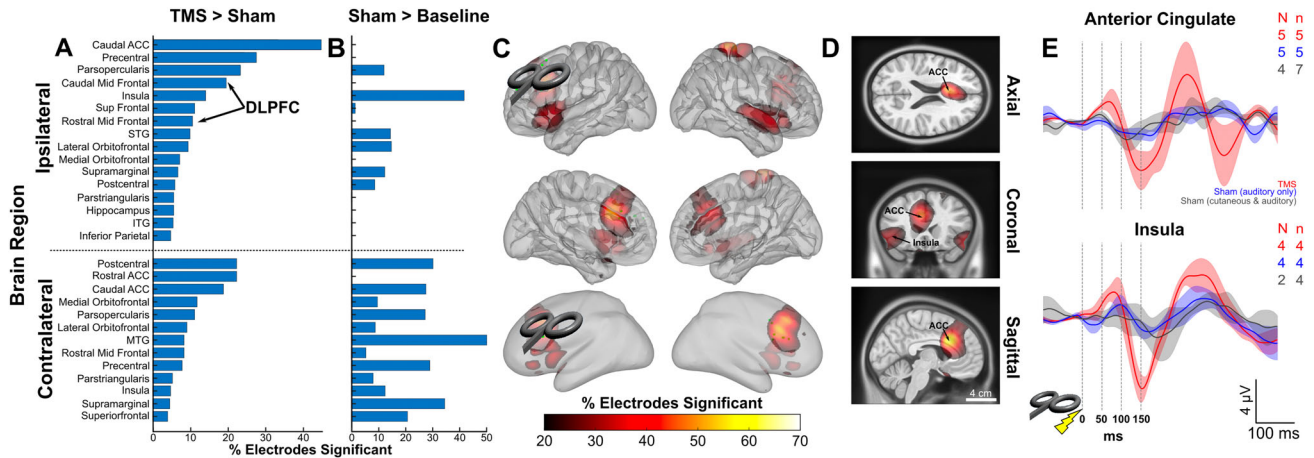 TMS > Sham
Sham > Baseline
A
B
C
D
E
Brain Region
Ipsilateral
Caudal ACC
Precentral
Parsopercularis
Caudal Mid Frontal
Insula
Sup Frontal
Rostral Mid Frontal
STG
Lateral Orbitofrontal
Medial Orbitofrontal
Supramarginal
Postcentral
Parstriangularis
Hippocampus
ITG
Inferior Parietal
DLPFC
Contralateral
Postcentral
Rostral ACC
Caudal ACC
Medial Orbitofrontal
Parsopercularis
Lateral Orbitofrontal
MTG
Rostral Mid Frontal
Precentral
Parstriangularis
Insula
Supramarginal
Superiorfrontal
0 10 20 30 40
0 10 20 30 40 50
% Electrodes Significant
% Electrodes Significant
20 30 40 50 60 70
ACC
Axial
ACC
Insula
Coronal
ACC
4 cm
Sagittal
Anterior Cingulate
N n
5 5
5 5
4 7
TMS
Sham (auditory only)
Sham (cutaneous & auditory)
Insula
N n
4 4
4 4
2 4
0 50 100 150
ms
4 µV
100 ms